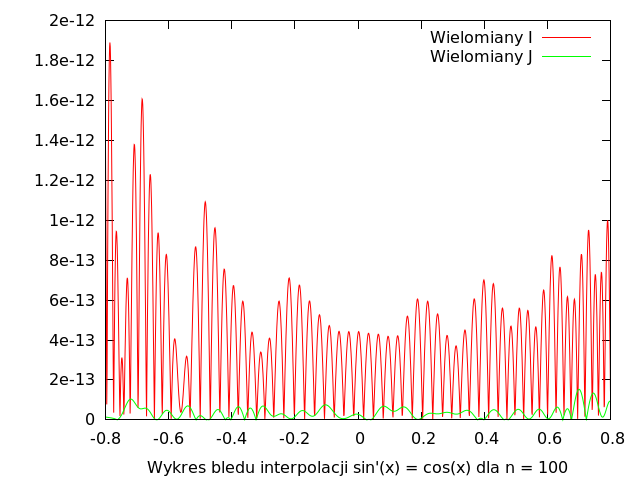 2e-12
1.8e-12
1.6e-12
1.4e-12
1.2e-12
1e-12
8e-13
6e-13
4e-13
2e-13
0
Wielomiany I
Wielomiany J
-0.8 -0.6 -0.4 -0.2 0 0.2 0.4 0.6 0.8
Wykres bledu interpolacji sin'(x) = cos(x) dla n = 100